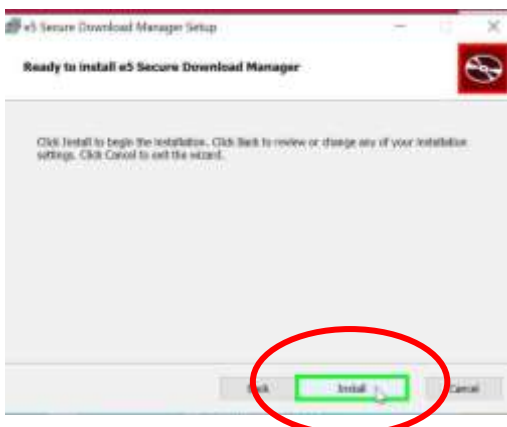 e5 Secure Download Manager Setup
Ready to install e5 Secure Download Manager
Click Install to begin the installation. Click Back to review or change any of your installation
settings. Click Cancel to exit the wizard.
Back Install Cancel